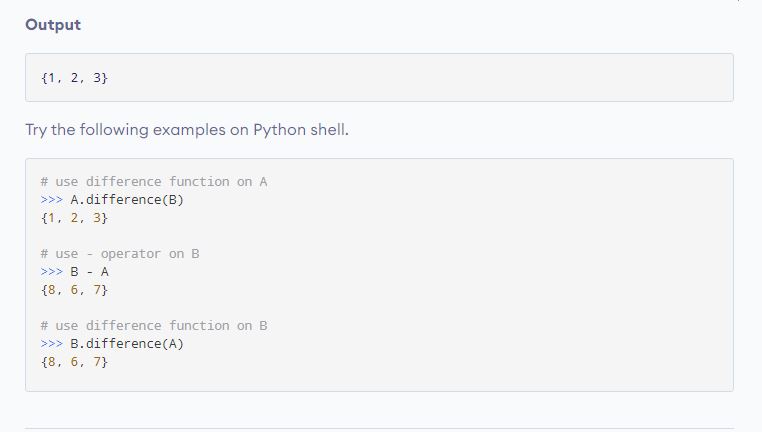 Output
{1, 2, 3}
Try the following examples on Python shell.
# use difference function on A
>>> A.difference(B)
{1, 2, 3}
# use - operator on B
>>> B - A
{8, 6, 7}
# use difference function on B
>>> B.difference(A)
{8, 6, 7}